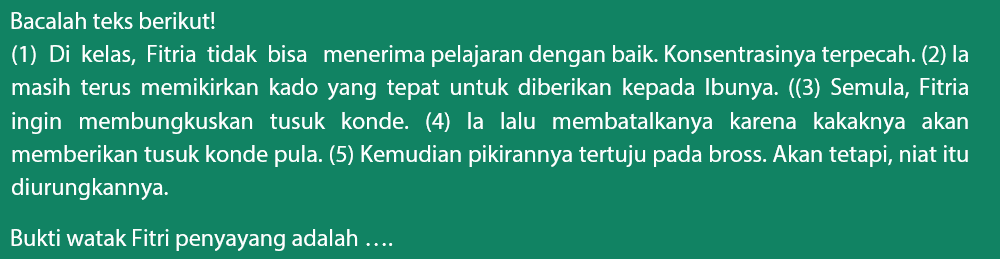 Bacalah teks berikut!
(1) Di kelas, Fitria tidak bisa menerima pelajaran dengan baik. Konsentrasinya terpecah. (2) Ia
masih terus memikirkan kado yang tepat untuk diberikan kepada Ibunya. ((3) Semula, Fitria
ingin membungkuskan tusuk konde. (4) Ia lalu membatalkanya karena kakaknya akan
memberikan tusuk konde pula. (5) Kemudian pikirannya tertuju pada bross. Akan tetapi, niat itu
diurungkannya.
Bukti watak Fitri penyayang adalah ....